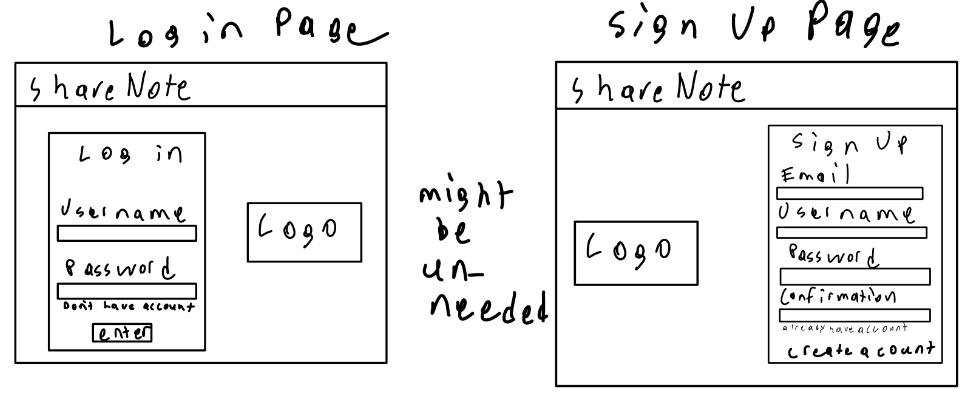 Log in Page
ShareNote
Log in
Username
Password
Don't have account
enter
Logo
might
be
un-
needed
Sign Up Page
ShareNote
Logo
Sign Up
Email
Username
Password
Confirmation
already have account
create acount